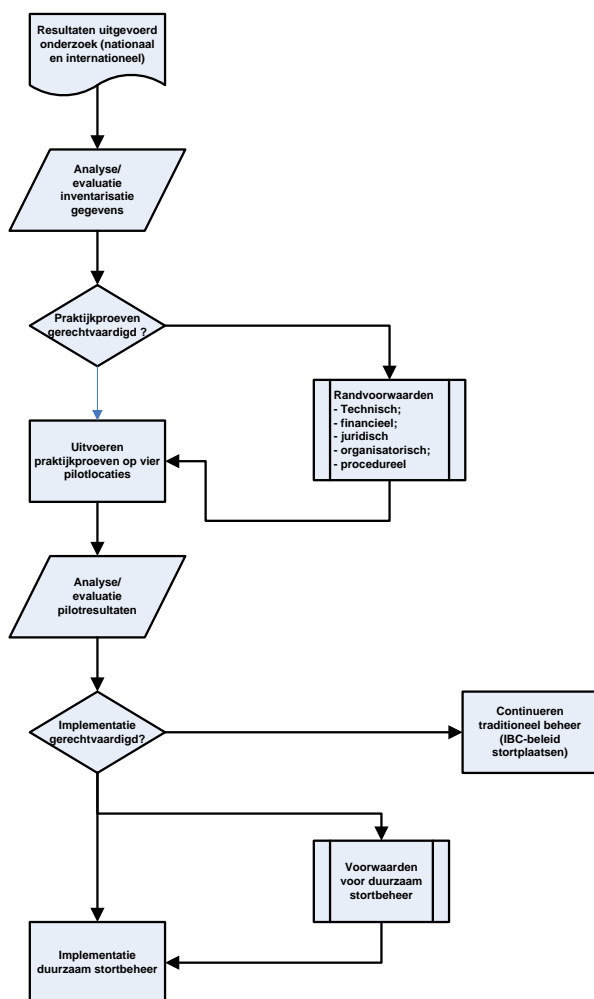 Resultaten uitgevoerd
onderzoek (nationaal
en internationeel)
Analyse/
evaluatie
inventarisatie
gegevens
Praktijkproeven
gerechtvaardigd ?
Randvoorwaarden
- Technisch;
- financieel;
- juridisch
- organisatorisch;
- procedureel
Uitvoeren
praktijkproeven op vier
pilotlocaties
Analyse/
evaluatie
pilotresultaten
Implementatie
gerechtvaardigd?
Continueren
traditioneel beheer
(IBC-beleid
stortplaatsen)
Voorwaarden
voor duurzaam
stortbeheer
Implementatie
duurzaam stortbeheer